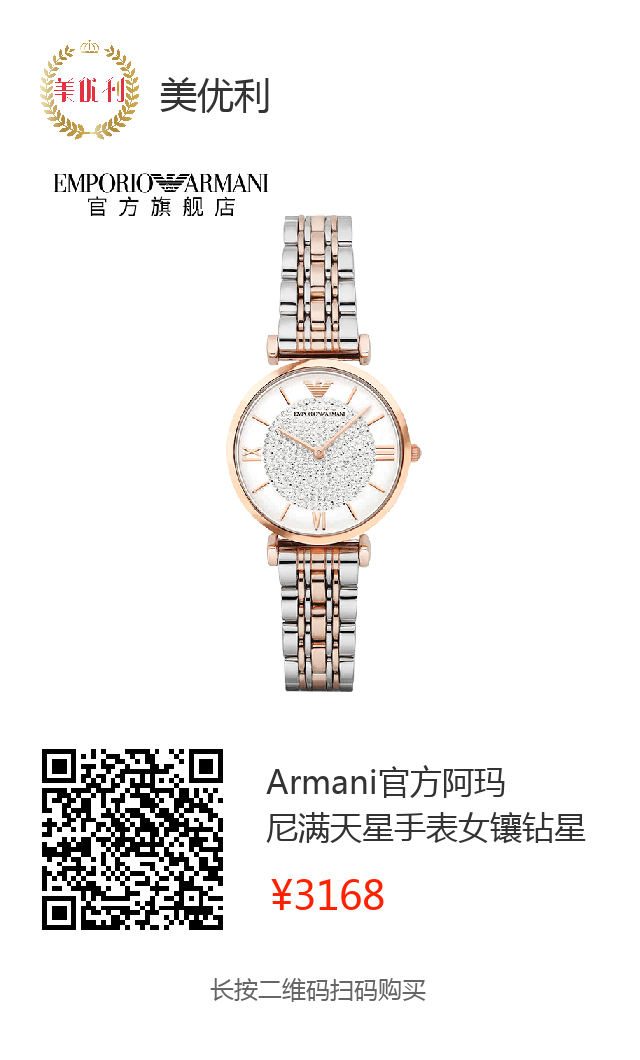 美优利
美优利
EMPORIO ARMANI
官方旗舰店
EMPORIO ARMANI
Armani官方阿玛
尼满天星手表女镶钻星
¥3168
长按二维码扫码购买